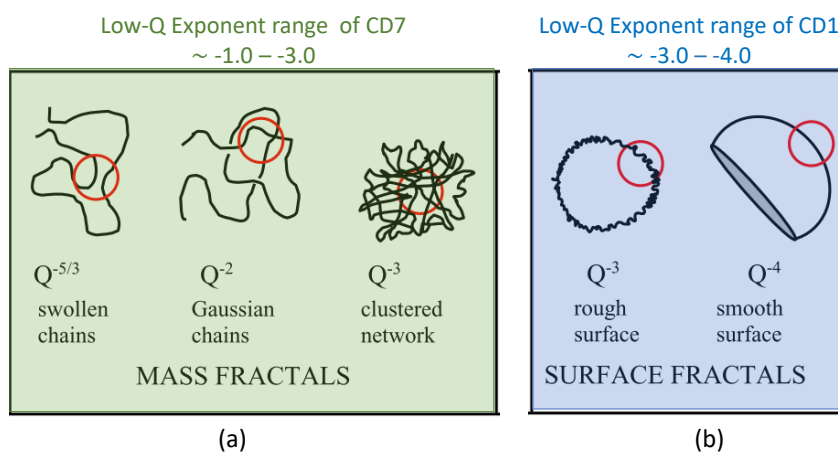 Low-Q Exponent range of CD7
~ -1.0 – -3.0
Low-Q Exponent range of CD1
~ -3.0 – -4.0
Q-5/3
swollen
chains
Q-2
Gaussian
chains
Q-3
clustered
network
MASS FRACTALS
Q-3
rough
surface
Q-4
smooth
surface
SURFACE FRACTALS
(a)
(b)